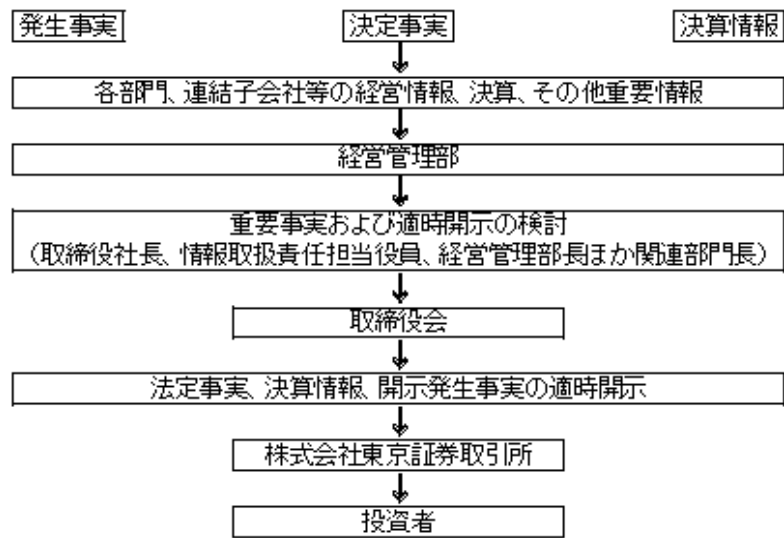 発生事実 決定事実 決算情報
各部門、連結子会社等の経営情報、決算、その他重要情報
経営管理部
重要事実および適時開示の検討
(取締役社長、情報取扱責任担当役員、経営管理部長ほか関連部門長)
取締役会
法定事実、決算情報、開示発生事実の適時開示
株式会社東京証券取引所
投資者